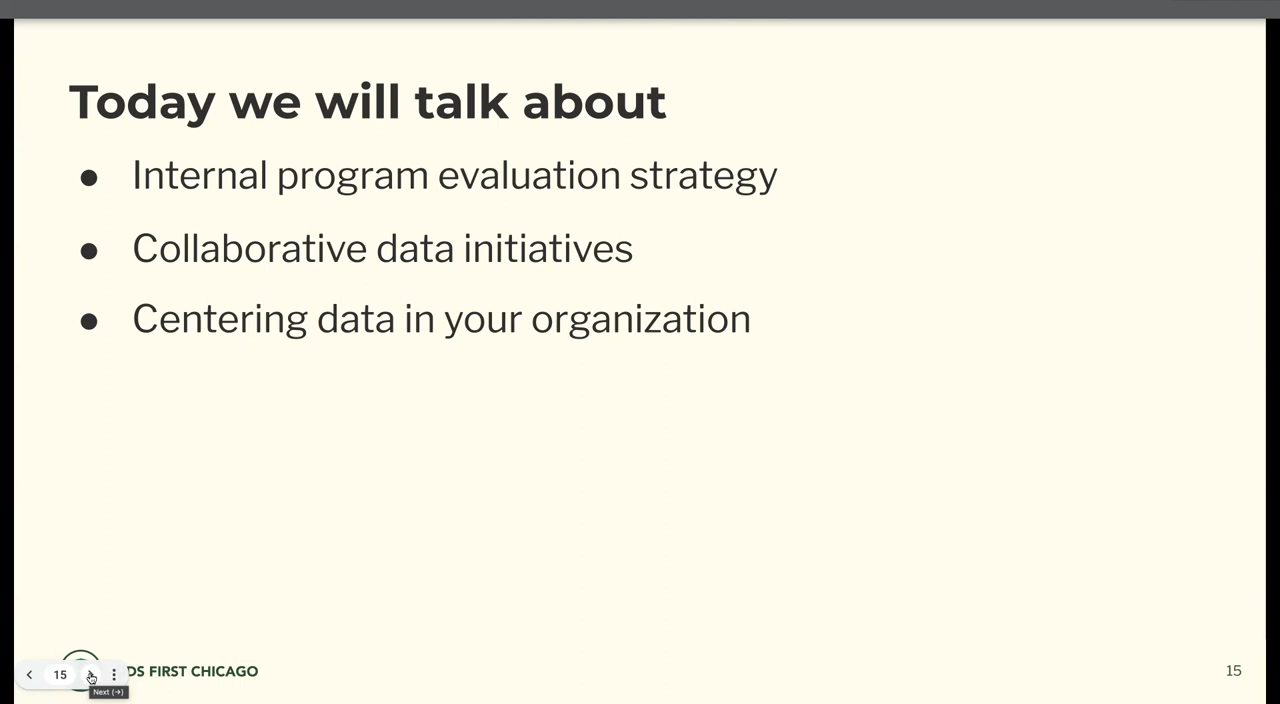 Today we will talk about
● Internal program evaluation strategy
● Collaborative data initiatives
● Centering data in your organization
15 DS FIRST CHICAGO
Next (→)
15